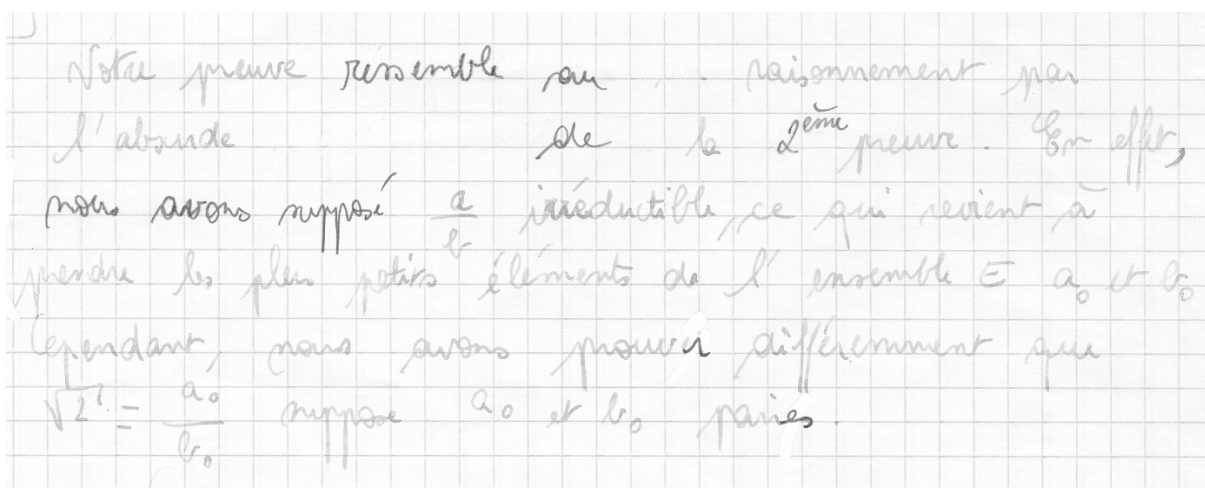 Notre preuve ressemble au raisonnement par
l'absurde de la 2ème preuve. En effet,
nous avons supposé a/b irréductible, ce qui revient à
prendre les plus petits éléments de l'ensemble E a₀ et b₀
Cependant, nous avons prouver différemment que
√2 = a₀/b₀ suppose a₀ et b₀ paires.